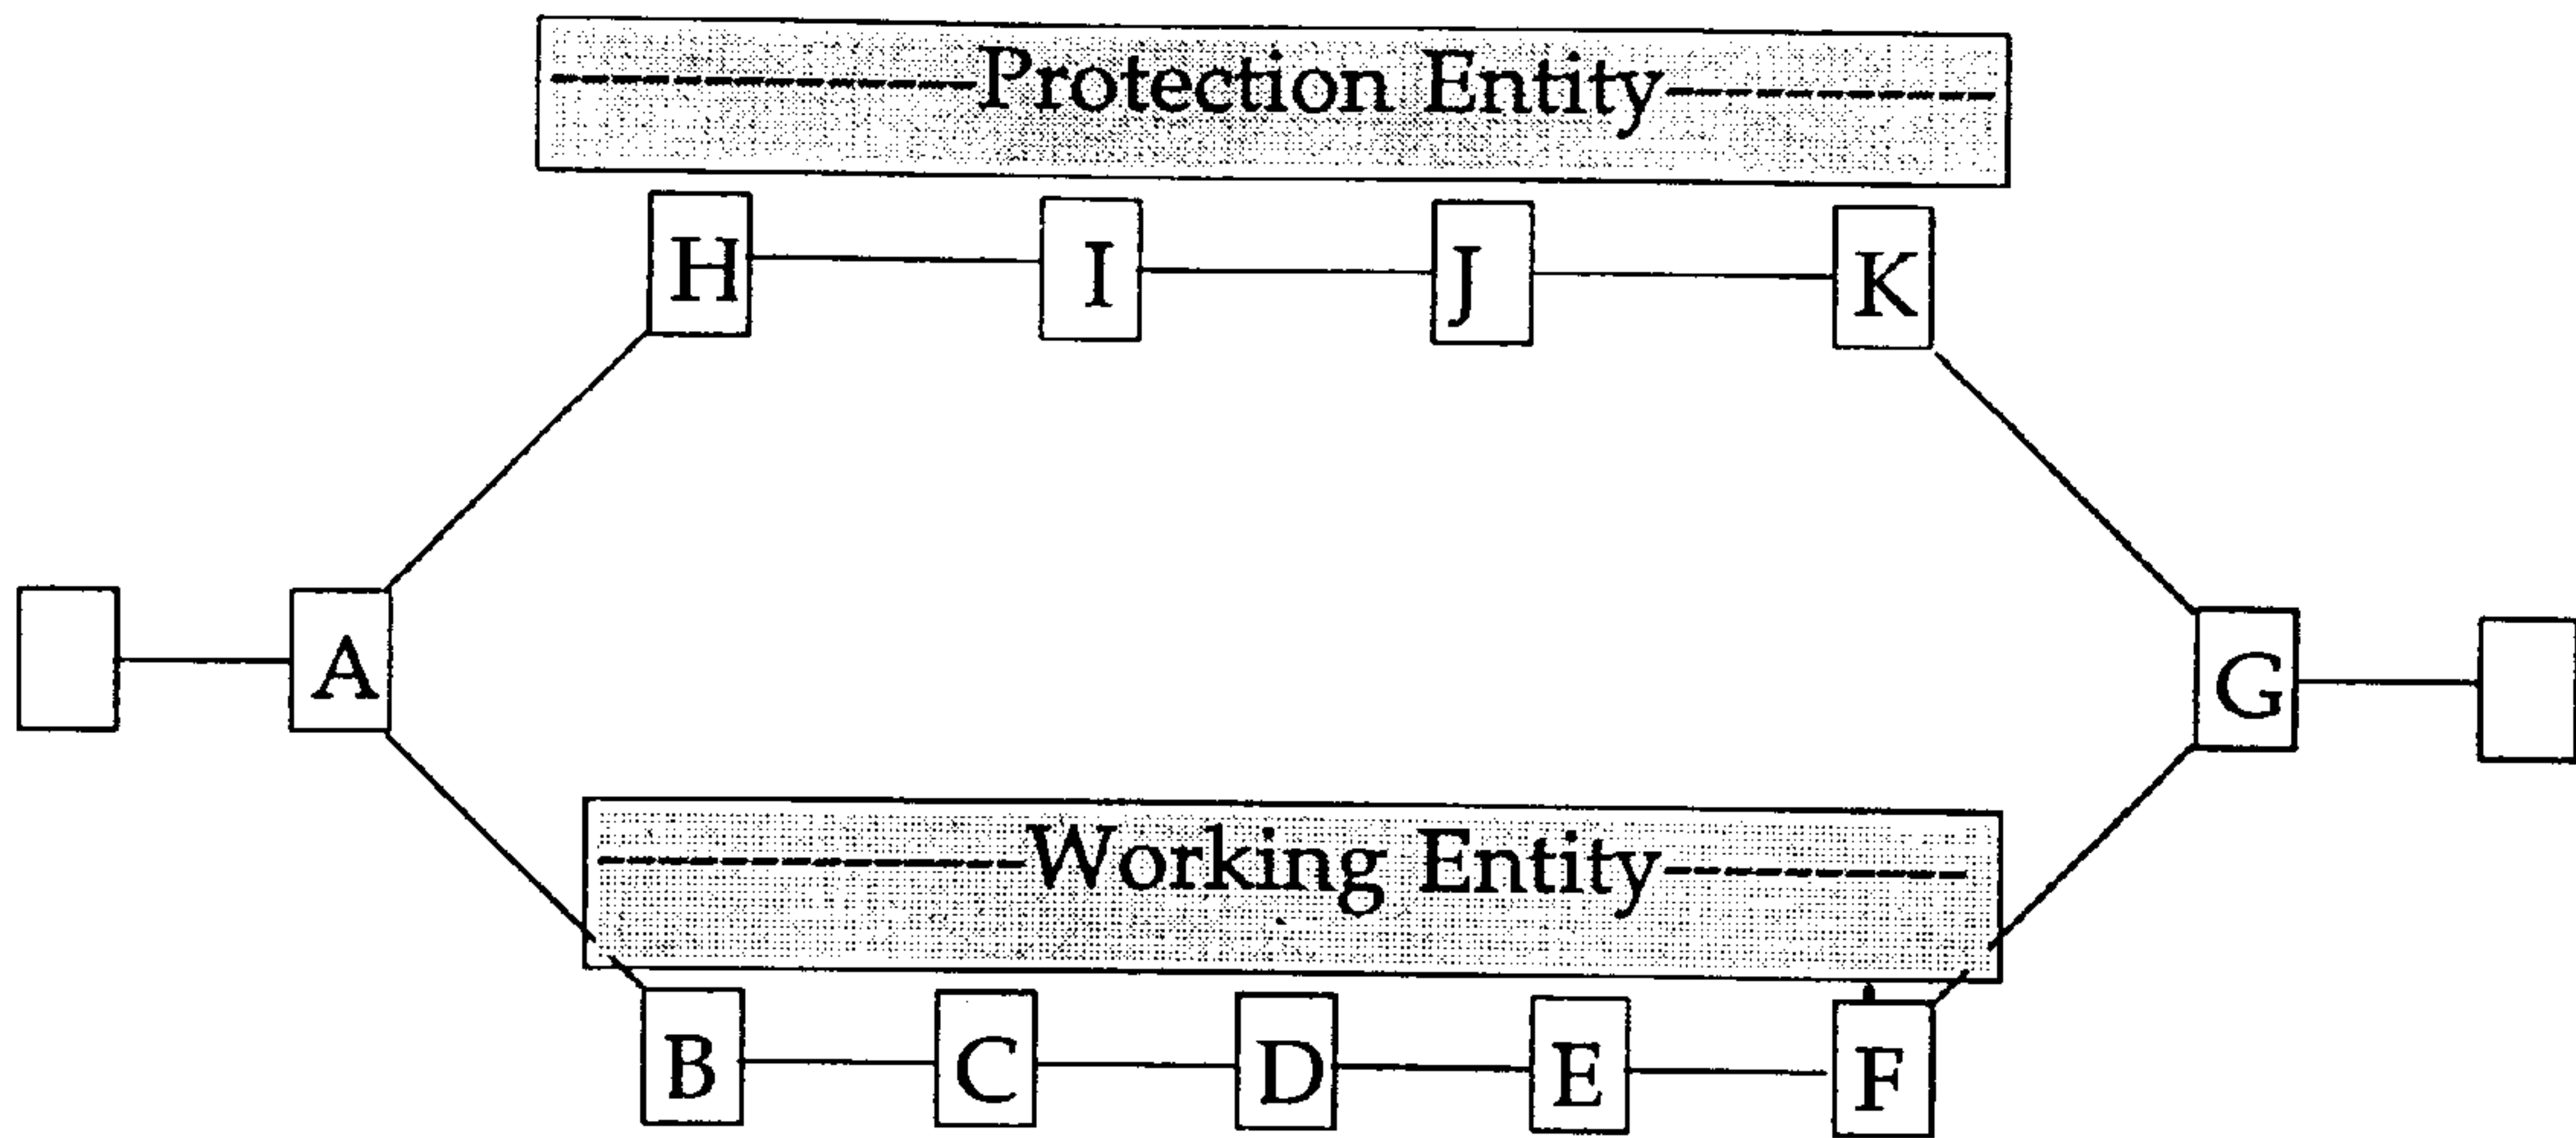 Protection Entity
H I J K
A G
Working Entity
B C D E F